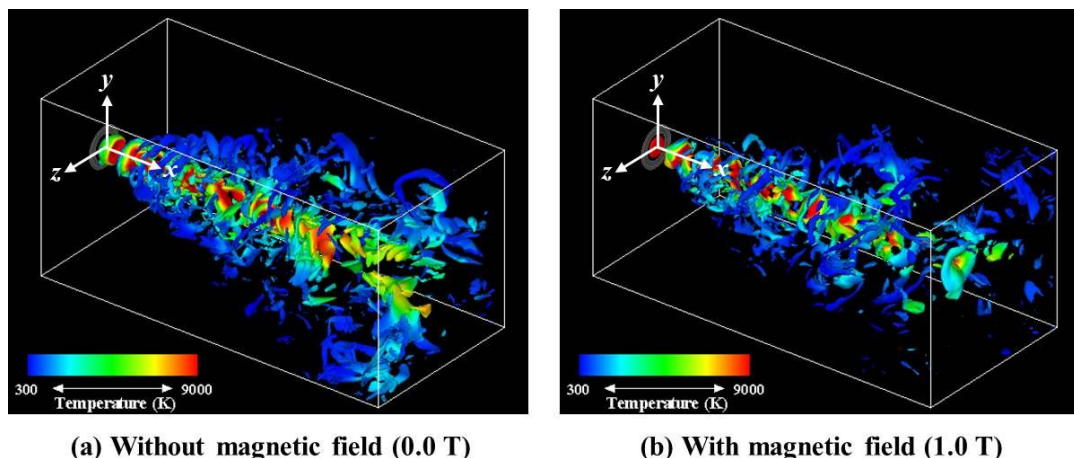 y
z
x
300
9000
Temperature (K)
(a) Without magnetic field (0.0 T)
y
z
x
300
9000
Temperature (K)
(b) With magnetic field (1.0 T)